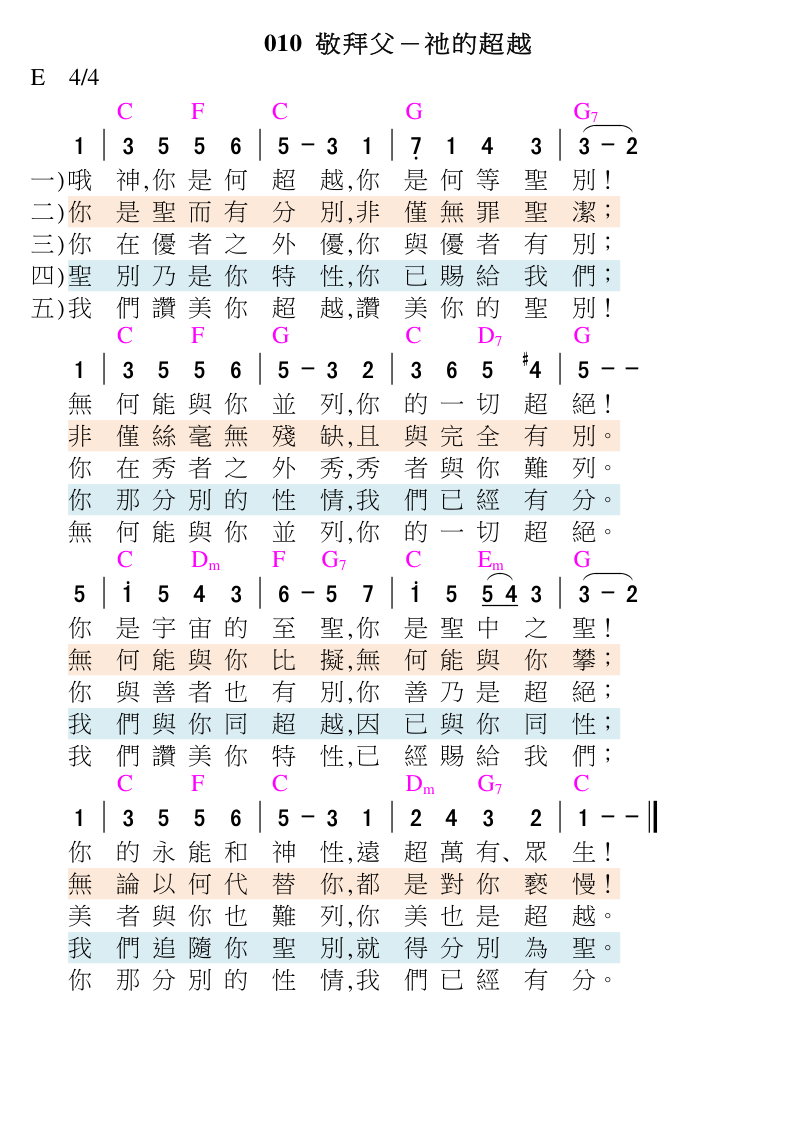 010 敬拜父－祂的超越
E 4/4
C F C G G7
1 | 3 5 5 6 | 5 － 3 1 | 7 1 4 3 | 3 － 2
一)哦 神,你 是 何 超 越,你 是 何 等 聖 別！
二)你 是 聖 而 有 分 別,非 僅 無 罪 聖 潔；
三)你 在 優 者 之 外 優,你 與 優 者 有 別；
四)聖 別 乃 是 你 特 性,你 已 賜 給 我 們；
五)我 們 讚 美 你 超 越,讚 美 你 的 聖 別！
C F G C D7 G
1 | 3 5 5 6 | 5 － 3 2 | 3 6 5 #4 | 5 － －
無 何 能 與 你 並 列,你 的 一 切 超 絕！
非 僅 絲 毫 無 殘 缺,且 與 完 全 有 別。
你 在 秀 者 之 外 秀,秀 者 與 你 難 列。
你 那 分 別 的 性 情,我 們 已 經 有 分。
無 何 能 與 你 並 列,你 的 一 切 超 絕。
C Dm F G7 C Em G
5 | 1 5 4 3 | 6 － 5 7 | 1 5 5 4 3 | 3 － 2
你 是 宇 宙 的 至 聖,你 是 聖 中 之 聖！
無 何 能 與 你 比 擬,無 何 能 與 你 攀；
你 與 善 者 也 有 別,你 善 乃 是 超 絕；
我 們 與 你 同 超 越,因 已 與 你 同 性；
我 們 讚 美 你 特 性,已 經 賜 給 我 們；
C F C Dm G7 C
1 | 3 5 5 6 | 5 － 3 1 | 2 4 3 2 | 1 － －
你 的 永 能 和 神 性,遠 超 萬 有、眾 生！
無 論 以 何 代 替 你,都 是 對 你 褻 慢！
美 者 與 你 也 難 列,你 美 也 是 超 越。
我 們 追 隨 你 聖 別,就 得 分 別 為 聖。
你 那 分 別 的 性 情,我 們 已 經 有 分。